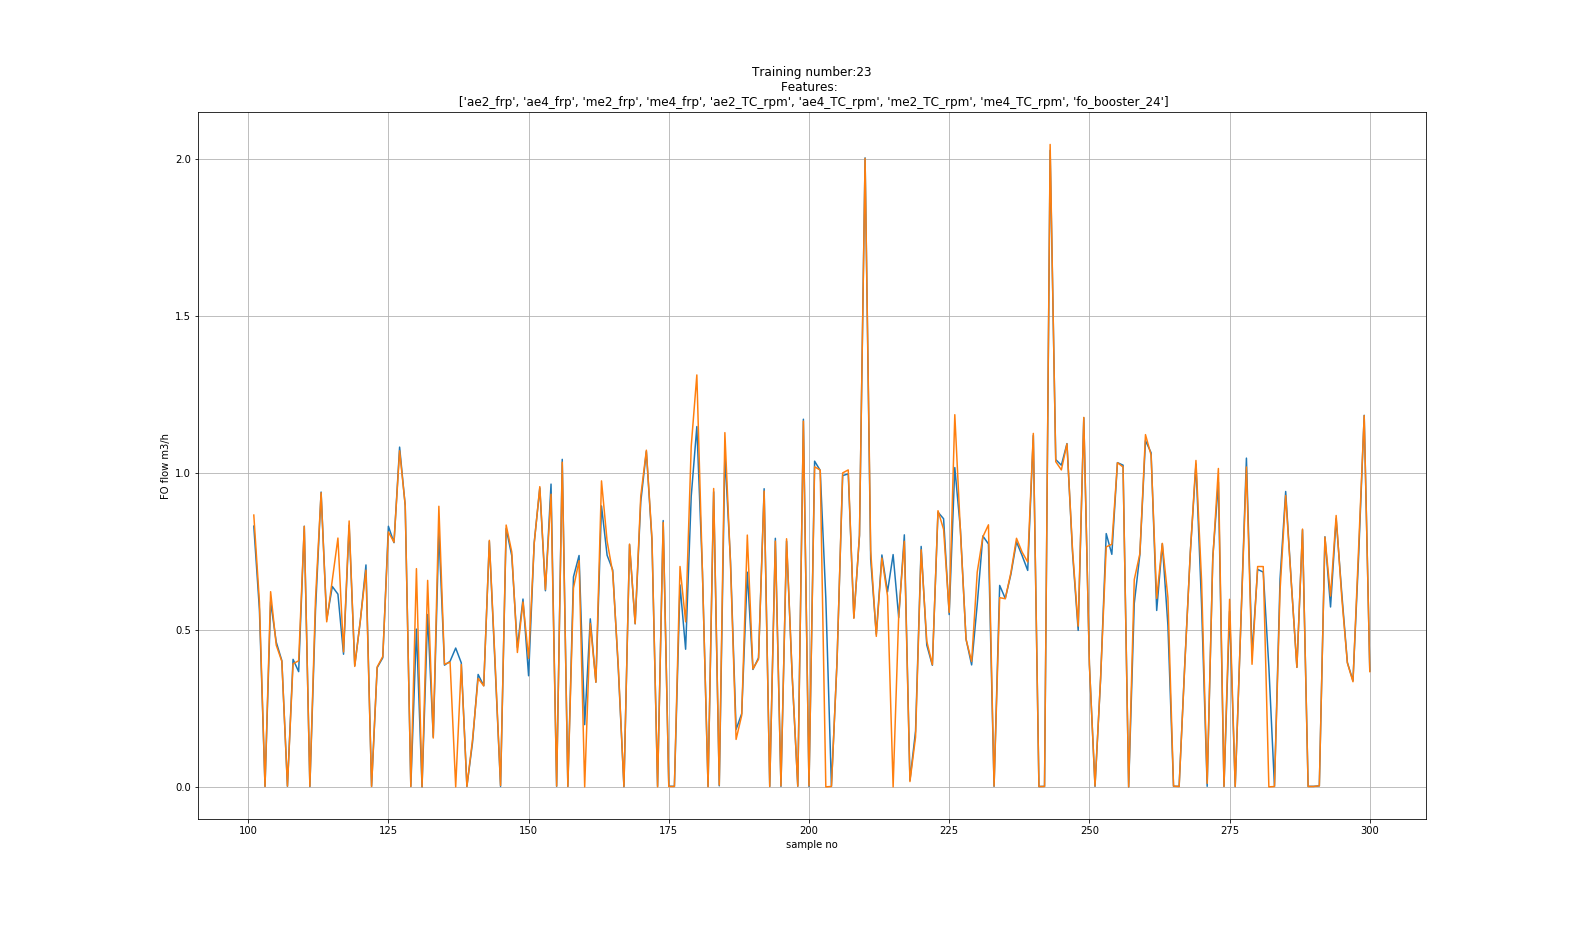 Training number:23
Features:
['ae2_frp', 'ae4_frp', 'me2_frp', 'me4_frp', 'ae2_TC_rpm', 'ae4_TC_rpm', 'me2_TC_rpm', 'me4_TC_rpm', 'fo_booster_24']
2.0
1.5
1.0
0.5
0.0
FO flow m3/h
100 125 150 175 200 225 250 275 300
sample no